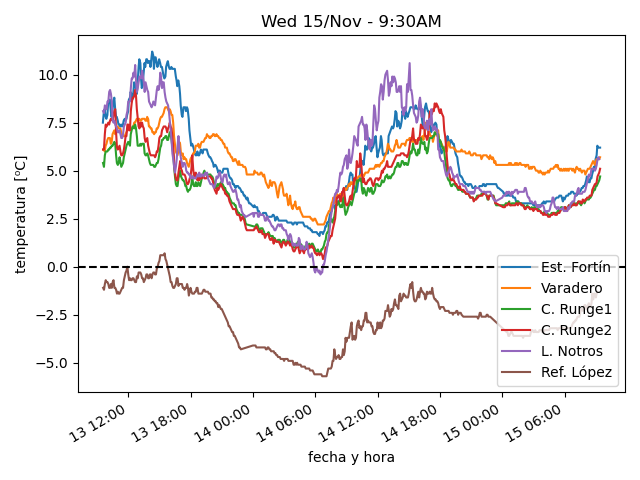 Wed 15/Nov - 9:30AM
temperatura [ºC]
10.0
7.5
5.0
2.5
0.0
−2.5
−5.0
Est. Fortín
Varadero
C. Runge1
C. Runge2
L. Notros
Ref. López
13 12:00
13 18:00
14 00:00
14 06:00
14 12:00
14 18:00
15 00:00
15 06:00
fecha y hora